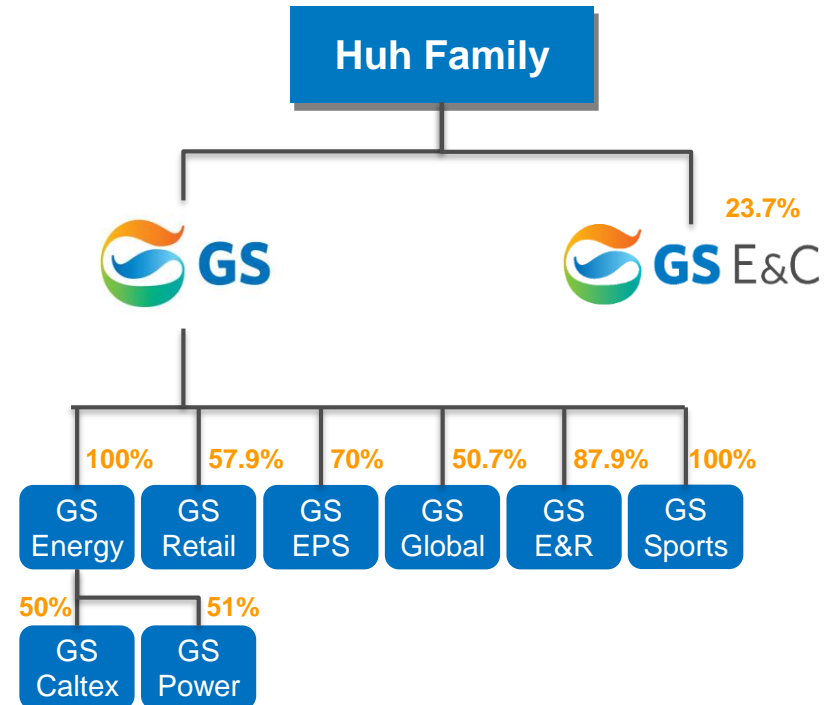 Huh Family
23.7%
GS
GS E&C
100%
57.9%
70%
50.7%
87.9%
100%
GS
Energy
GS
Retail
GS
EPS
GS
Global
GS
E&R
GS
Sports
50%
51%
GS
Caltex
GS
Power